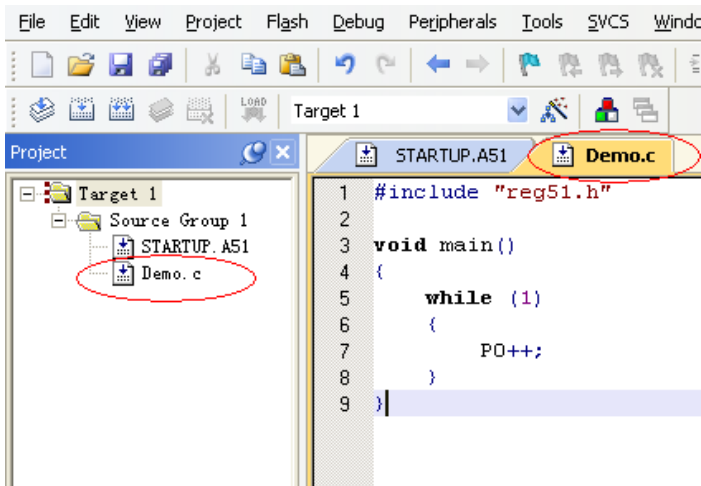 File Edit View Project Flash Debug Peripherals Tools SVCS Windo
LOAD Target 1
Project
STARTUP.A51 Demo.c
Target 1
Source Group 1
STARTUP.A51
Demo.c
1 #include "reg51.h"
2
3 void main()
4 {
5 while (1)
6 {
7 P0++;
8 }
9 }